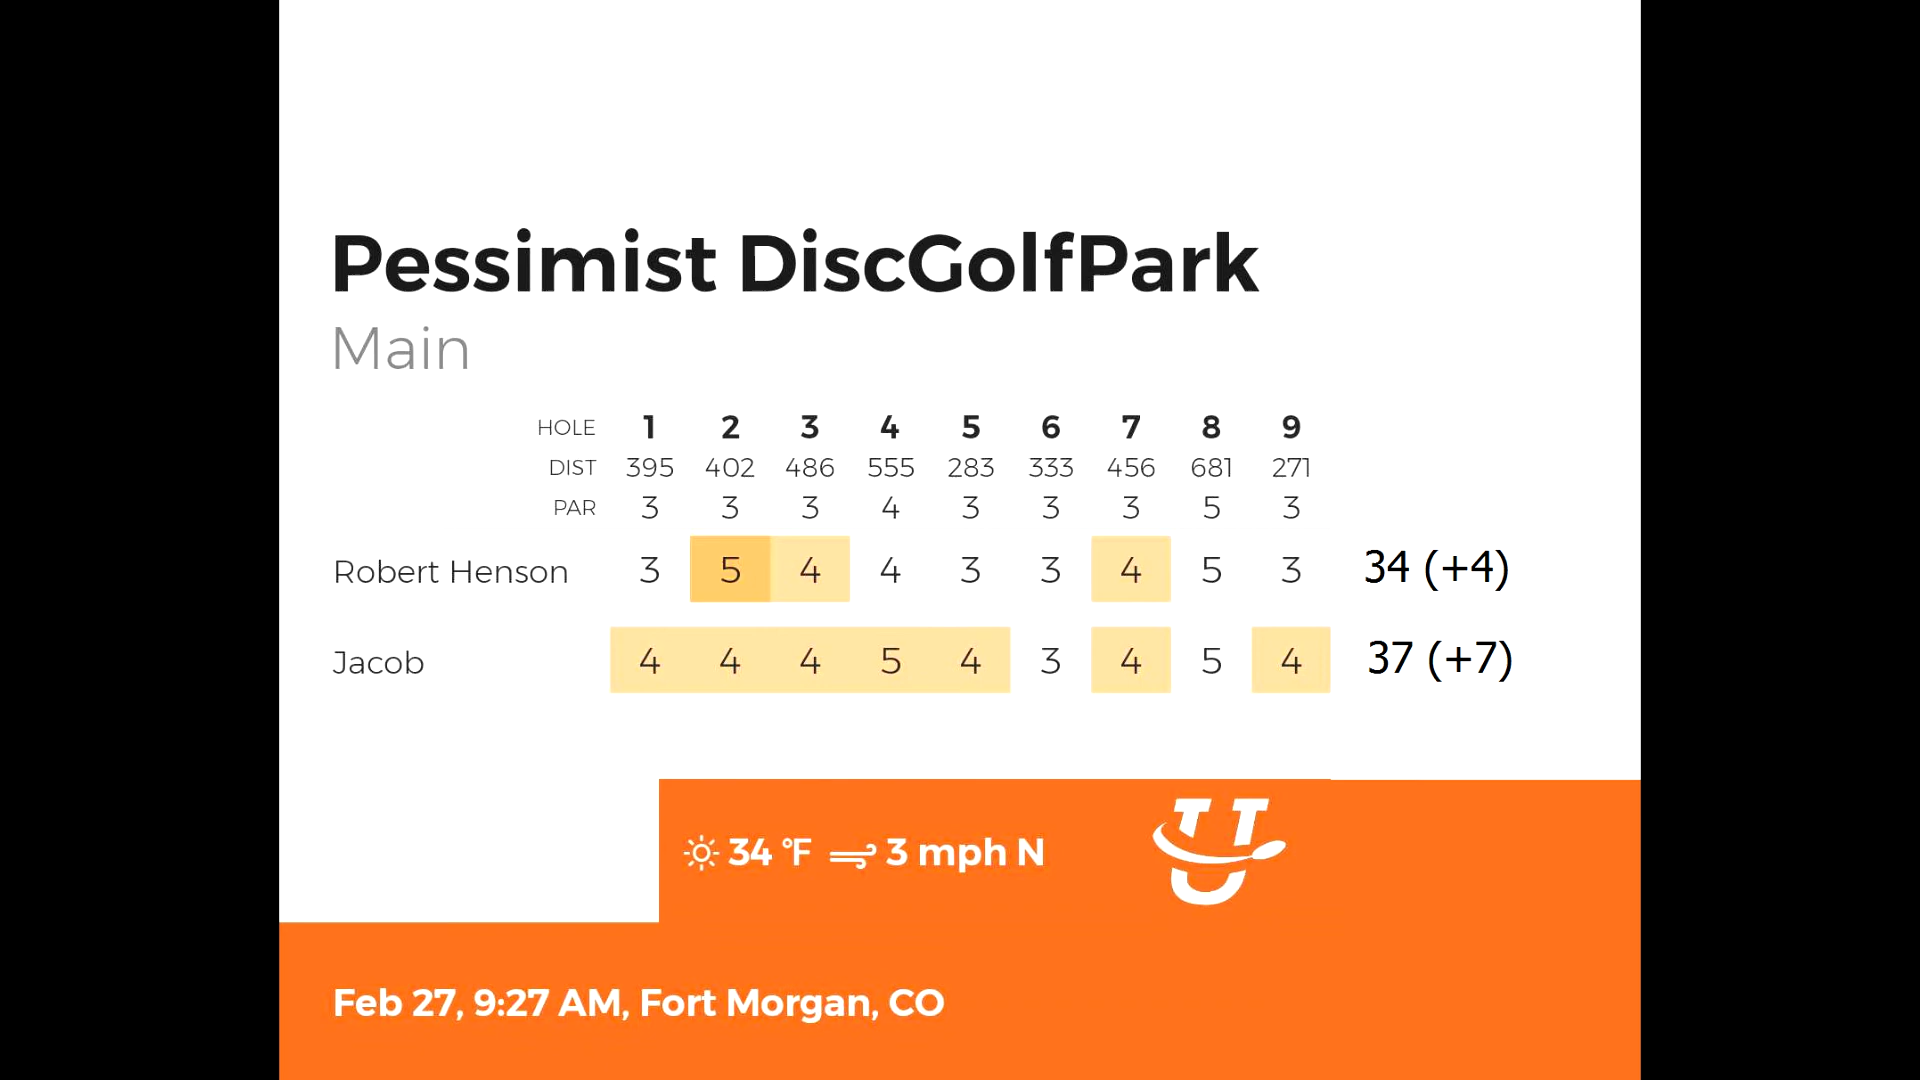 Pessimist DiscGolfPark
Main
HOLE 1 2 3 4 5 6 7 8 9
DIST 395 402 486 555 283 333 456 681 271
PAR 3 3 3 4 3 3 3 5 3
Robert Henson 3 5 4 4 3 3 4 5 3 34 (+4)
Jacob 4 4 4 5 4 3 4 5 4 37 (+7)
34 °F 3 mph N
Feb 27, 9:27 AM, Fort Morgan, CO